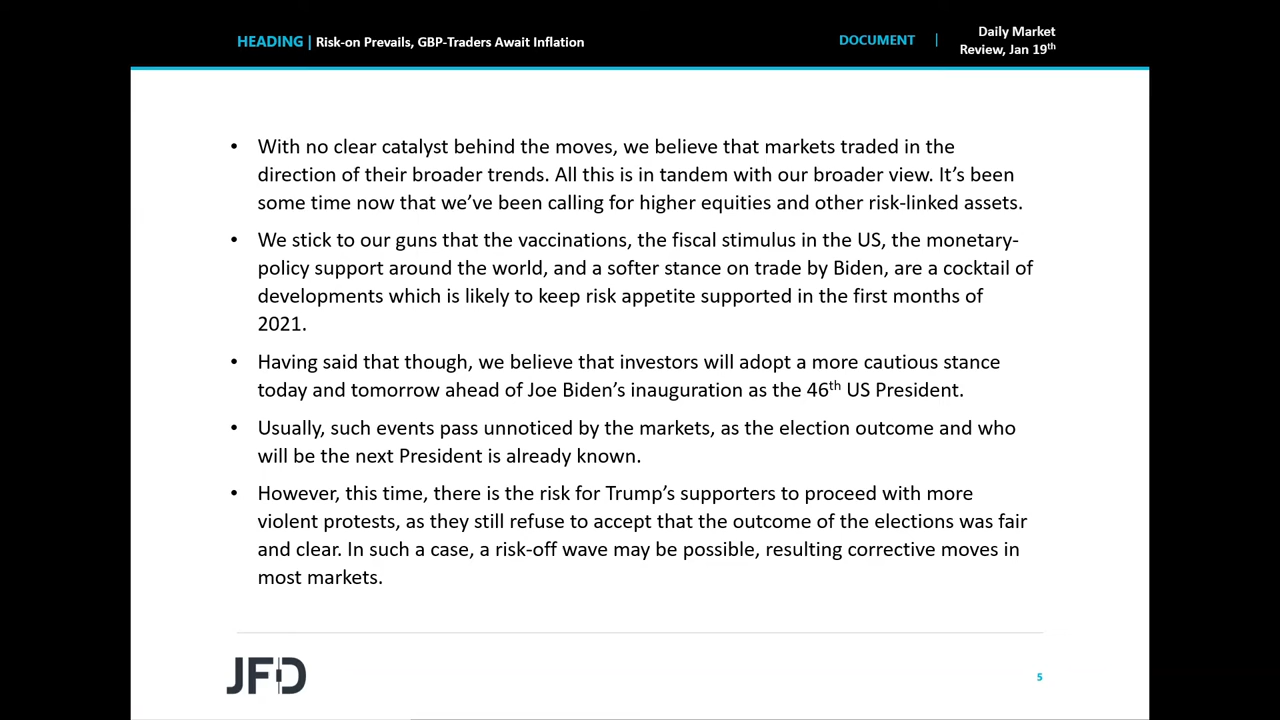 HEADING | Risk-on Prevails, GBP-Traders Await Inflation
DOCUMENT | Daily Market
Review, Jan 19th
• With no clear catalyst behind the moves, we believe that markets traded in the
direction of their broader trends. All this is in tandem with our broader view. It’s been
some time now that we’ve been calling for higher equities and other risk-linked assets.
• We stick to our guns that the vaccinations, the fiscal stimulus in the US, the monetary-
policy support around the world, and a softer stance on trade by Biden, are a cocktail of
developments which is likely to keep risk appetite supported in the first months of
2021.
• Having said that though, we believe that investors will adopt a more cautious stance
today and tomorrow ahead of Joe Biden’s inauguration as the 46th US President.
• Usually, such events pass unnoticed by the markets, as the election outcome and who
will be the next President is already known.
• However, this time, there is the risk for Trump’s supporters to proceed with more
violent protests, as they still refuse to accept that the outcome of the elections was fair
and clear. In such a case, a risk-off wave may be possible, resulting corrective moves in
most markets.
JFD
5